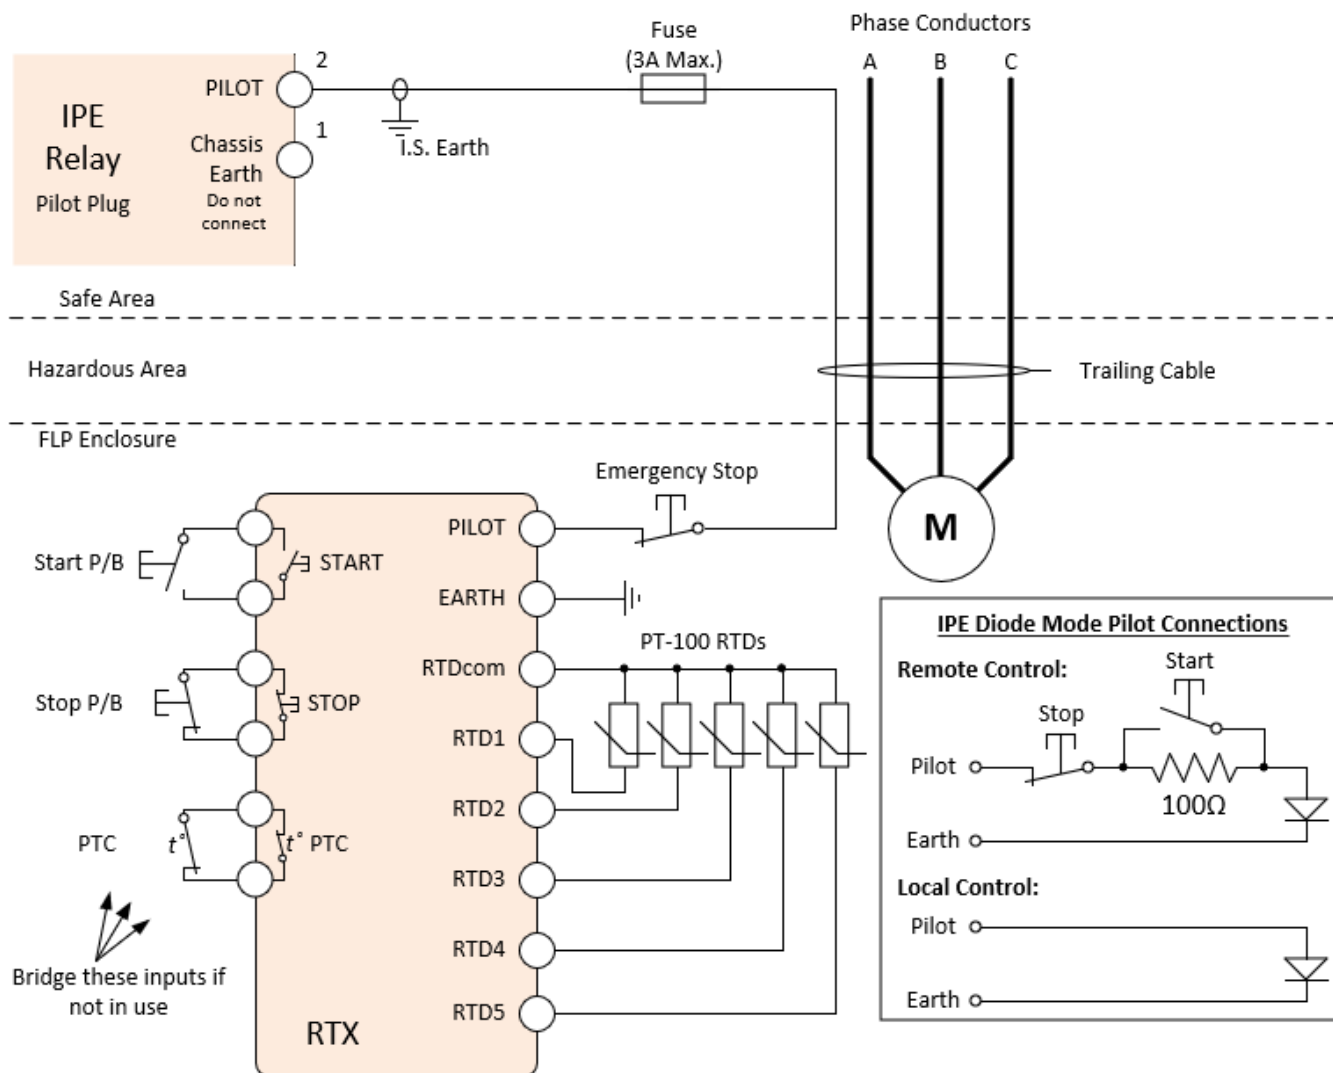 Phase Conductors
Fuse
(3A Max.)
A
B
C
2
PILOT
IPE
Relay
Pilot Plug
1
Chassis
Earth
Do not
connect
I.S. Earth
Safe Area
Hazardous Area
Trailing Cable
FLP Enclosure
Emergency Stop
PILOT
M
Start P/B
START
EARTH
PT-100 RTDs
RTDcom
Stop P/B
STOP
RTD1
RTD2
PTC
t°
t° PTC
RTD3
RTD4
Bridge these inputs if
not in use
RTD5
RTX
IPE Diode Mode Pilot Connections
Remote Control:
Start
Stop
Pilot
100Ω
Earth
Local Control:
Pilot
Earth